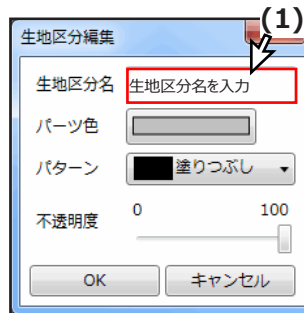 (1)
生地区分編集
生地区分名 生地区分名を入力
パーツ色
パターン 塗りつぶし
不透明度 0 100
OK キャンセル